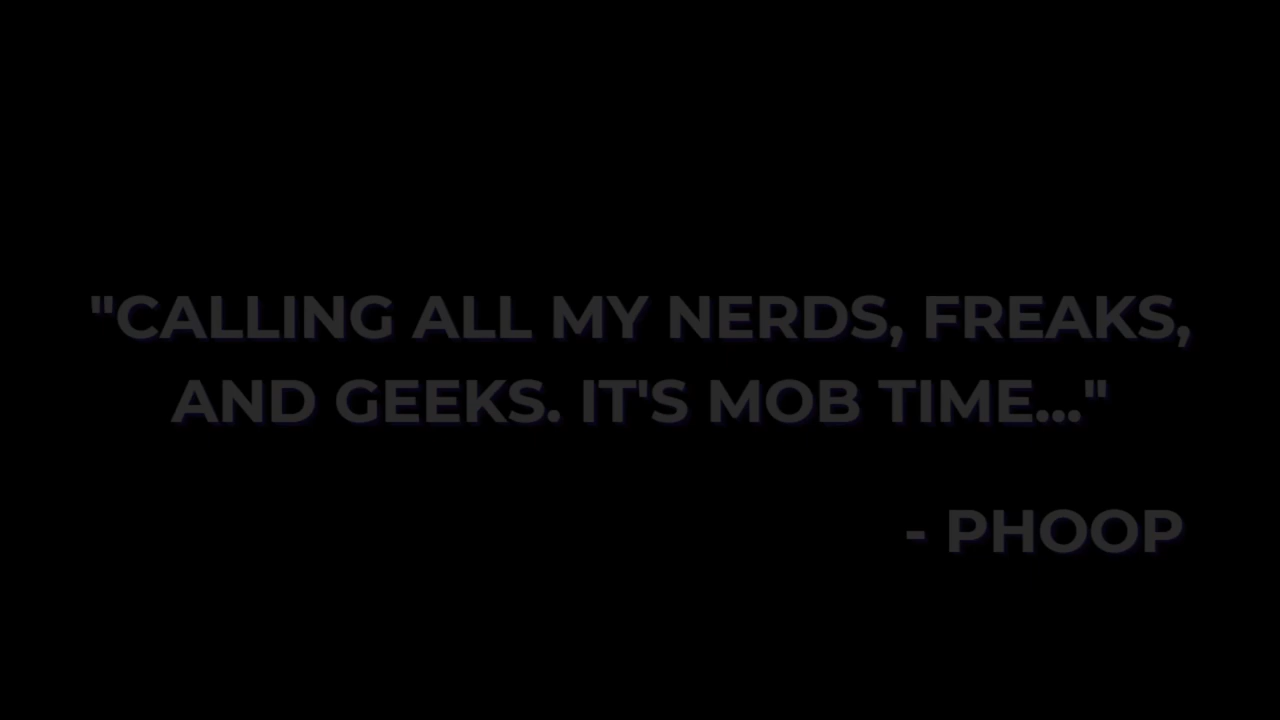 "CALLING ALL MY NERDS, FREAKS,
AND GEEKS. IT'S MOB TIME..."
- PHOOP